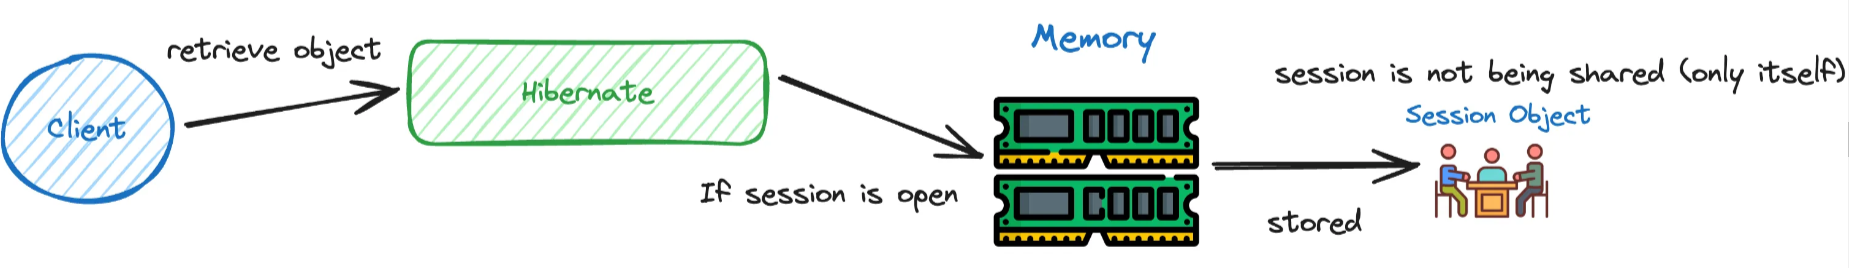 Client
retrieve object
Hibernate
If session is open
Memory
stored
session is not being shared (only itself)
Session Object